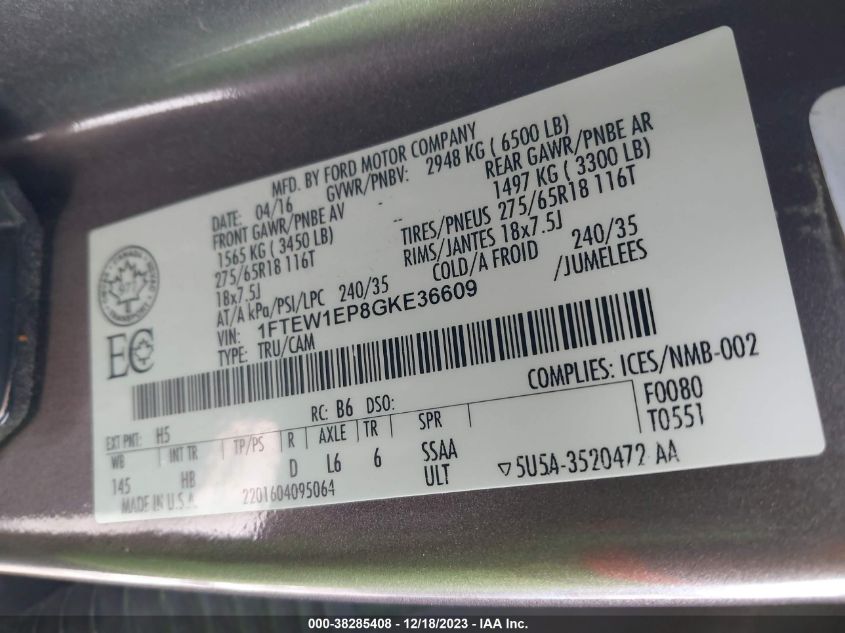 MFD. BY FORD MOTOR COMPANY
DATE: 04/16 GVWR/PNBV: 2948 KG ( 6500 LB)
FRONT GAWR/PNBE AV REAR GAWR/PNBE AR
1565 KG ( 3450 LB) 1497 KG ( 3300 LB)
275/65R18 116T TIRES/PNEUS 275/65R18 116T
18x7.5J RIMS/JANTES 18x7.5J
AT/A kPa/PSI/LPC 240/35 COLD/A FROID 240/35
VIN: 1FTEW1EP8GKE36609 /JUMELEES
TYPE: TRU/CAM
EC
COMPLIES: ICES/NMB-002
EXT PNT: H5 RC: B6 DSO: F0080
WB INT TR TP/PS R AXLE TR SPR T0551
145 HB D L6 6 SSAA
ULT
MADE IN U.S.A. 2201604095064 5U5A-3520472 AA
000-38285408 - 12/18/2023 - IAA Inc.